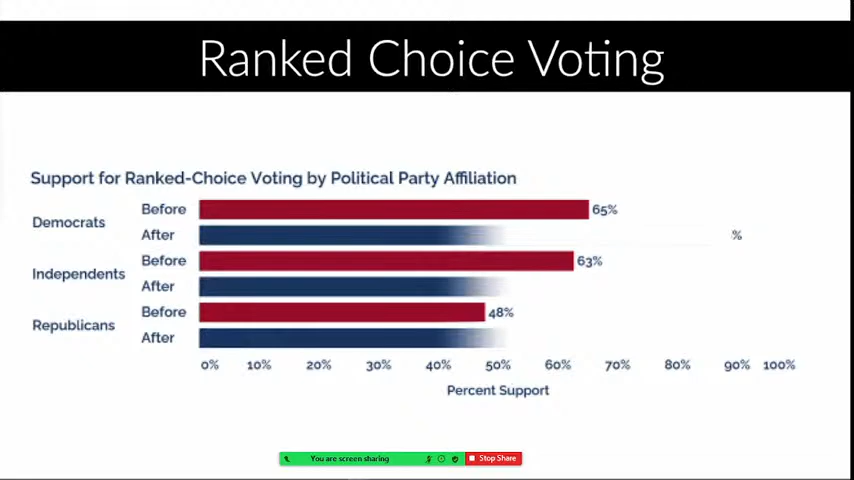 Ranked Choice Voting
Support for Ranked-Choice Voting by Political Party Affiliation
Democrats
Before 65%
After %
Independents
Before 63%
After
Republicans
Before 48%
After
0% 10% 20% 30% 40% 50% 60% 70% 80% 90% 100%
Percent Support
You are screen sharing Stop Share